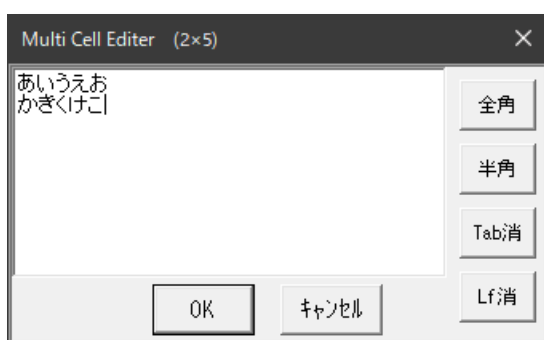 Multi Cell Editer (2×5)
あいうえお
かきくけこ
全角
半角
Tab消
Lf消
OK
ｷｬﾝｾﾙ